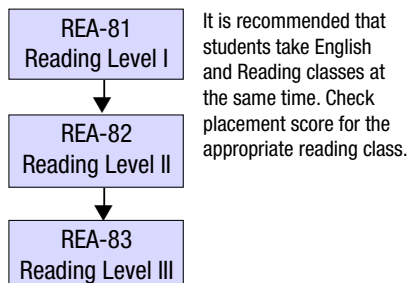 REA-81
Reading Level I
It is recommended that
students take English
and Reading classes at
the same time. Check
placement score for the
appropriate reading class.
REA-82
Reading Level II
REA-83
Reading Level III